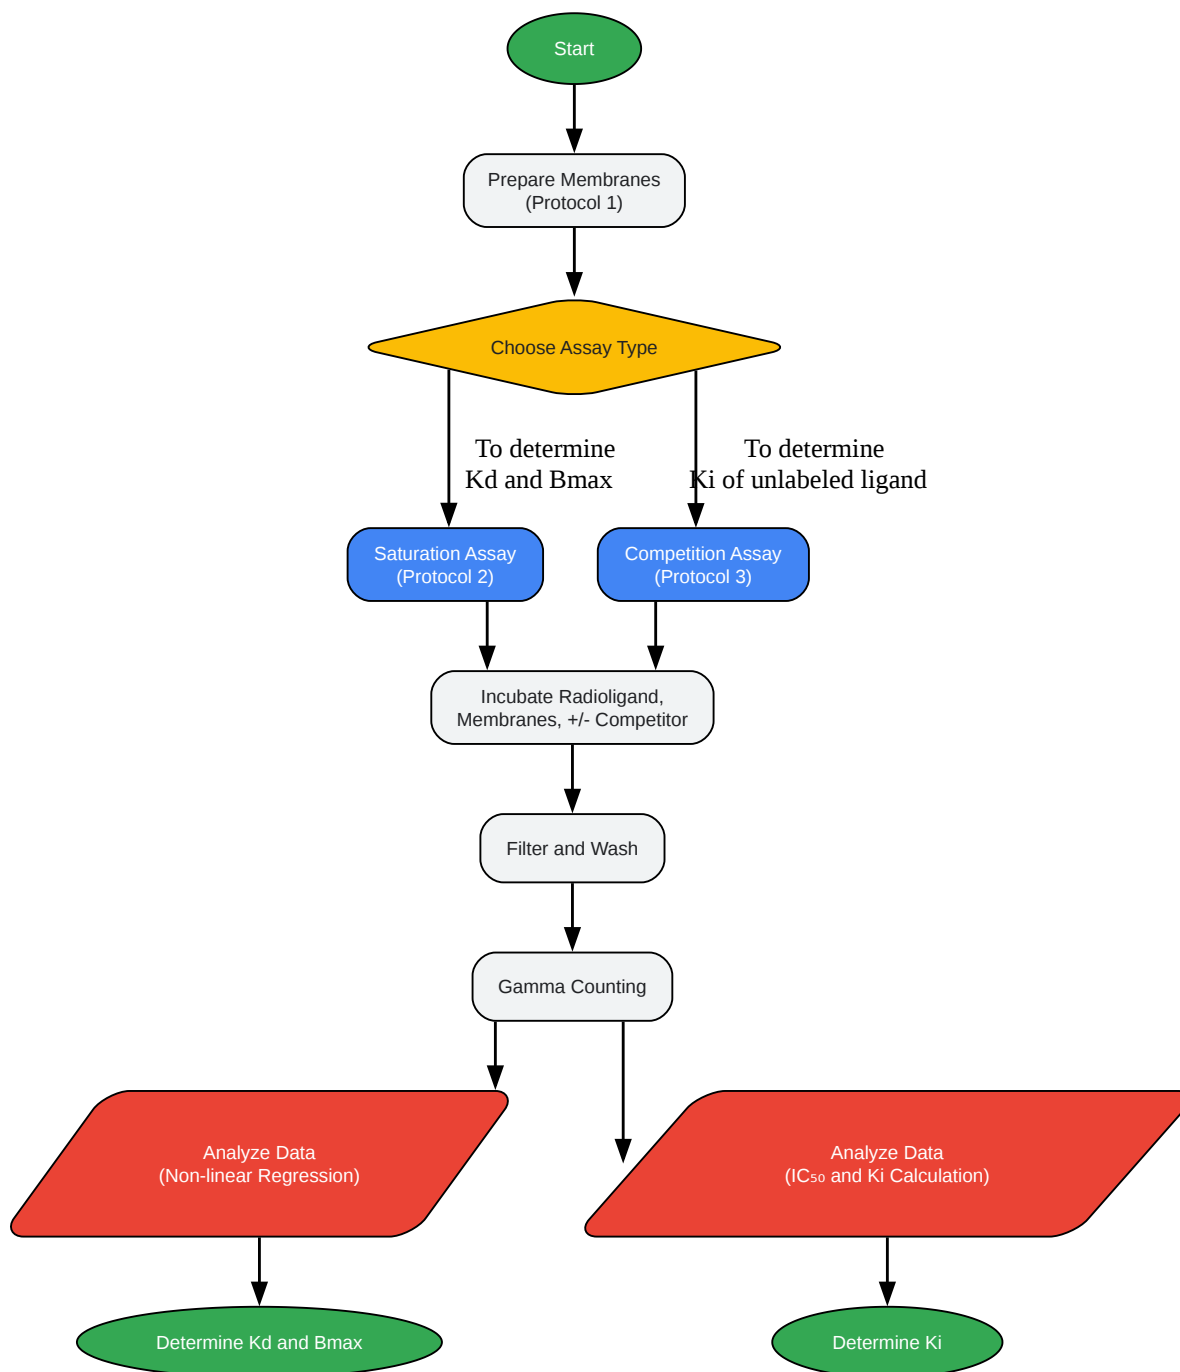 Start
Prepare Membranes
(Protocol 1)
Choose Assay Type
To determine
Kd and Bmax
To determine
Ki of unlabeled ligand
Saturation Assay
(Protocol 2)
Competition Assay
(Protocol 3)
Incubate Radioligand,
Membranes, +/- Competitor
Filter and Wash
Gamma Counting
Analyze Data
(Non-linear Regression)
Analyze Data
(IC₅₀ and Ki Calculation)
Determine Kd and Bmax
Determine Ki